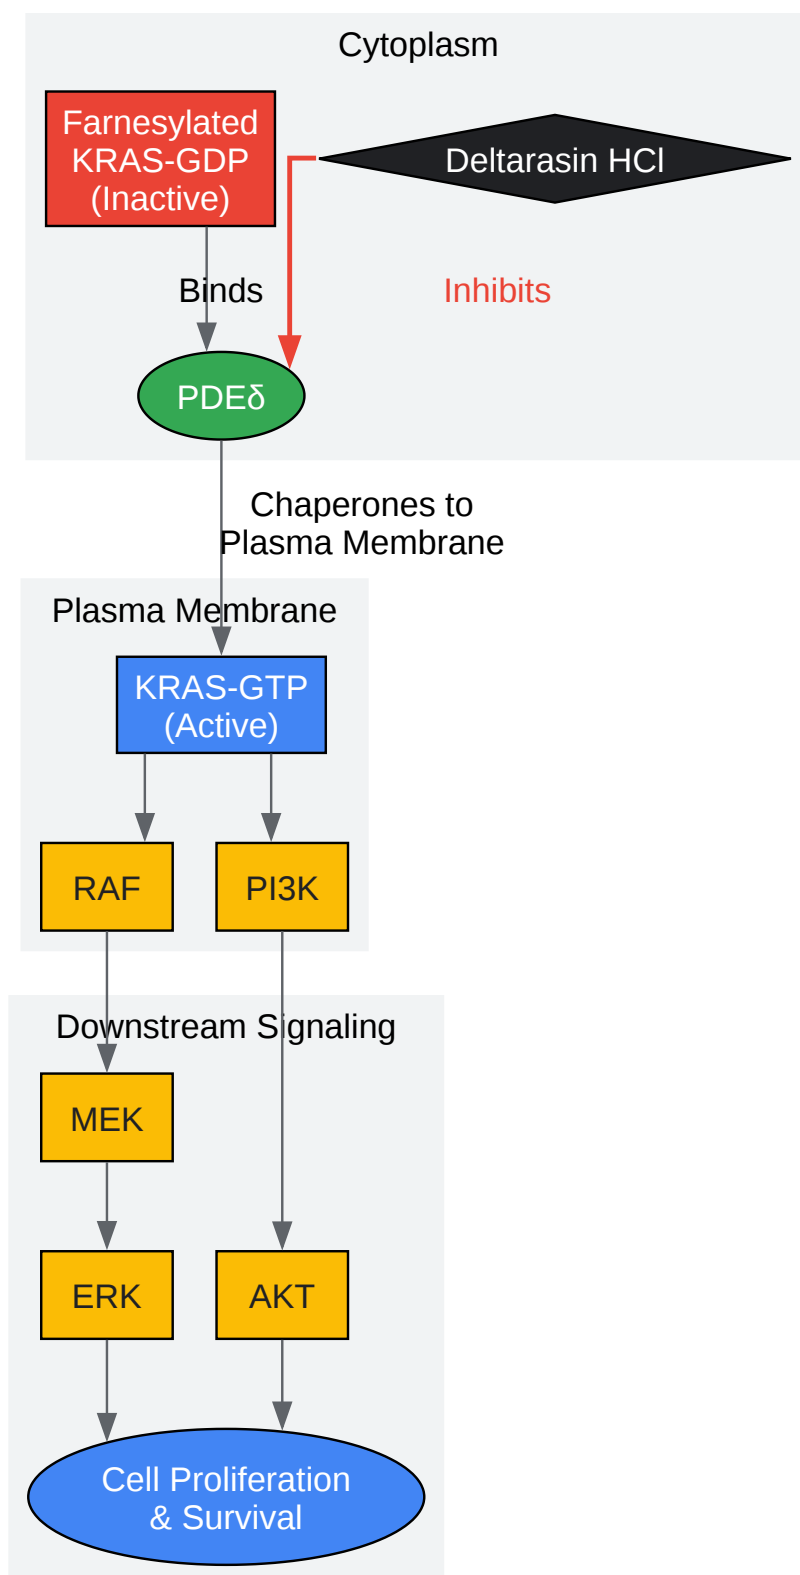 Cytoplasm
Farnesylated
KRAS-GDP
(Inactive)
Deltarasin HCl
Binds
Inhibits
PDEδ
Chaperones to
Plasma Membrane
Plasma Membrane
KRAS-GTP
(Active)
RAF
PI3K
Downstream Signaling
MEK
ERK
AKT
Cell Proliferation
& Survival